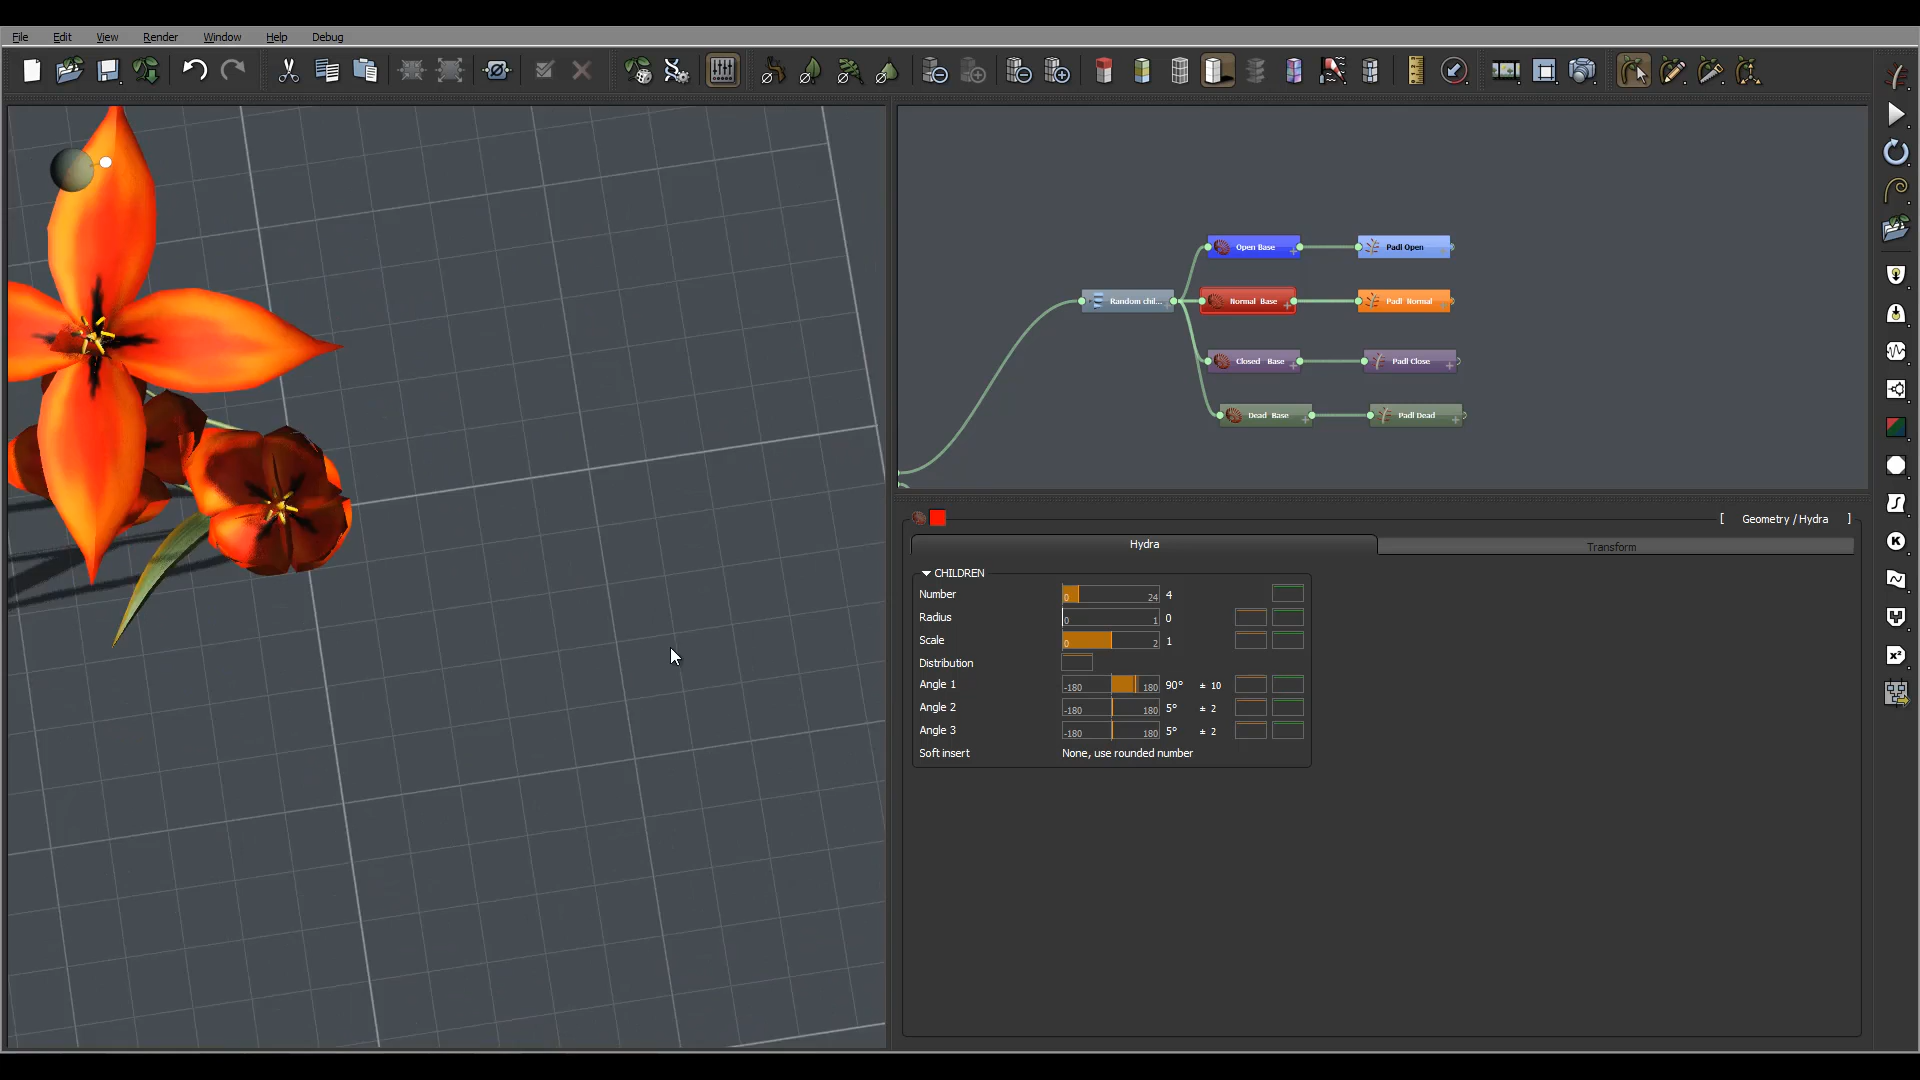 File Edit View Render Window Help Debug
Open Base
Padl Open
Random chil...
Normal Base
Padl Normal
Closed Base
Padl Close
Dead Base
Padl Dead
[ Geometry / Hydra ]
Hydra
Transform
CHILDREN
Number 0 24 4
Radius 0 1 0
Scale 0 2 1
Distribution
Angle 1 -180 180 90° ± 10
Angle 2 -180 180 5° ± 2
Angle 3 -180 180 5° ± 2
Soft insert None, use rounded number
K
x²